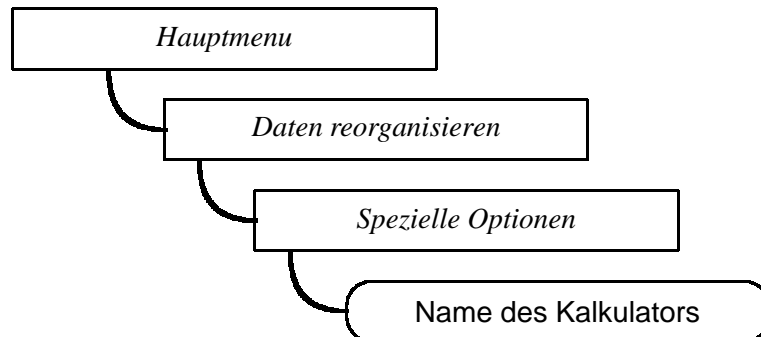 Hauptmenu
Daten reorganisieren
Spezielle Optionen
Name des Kalkulators